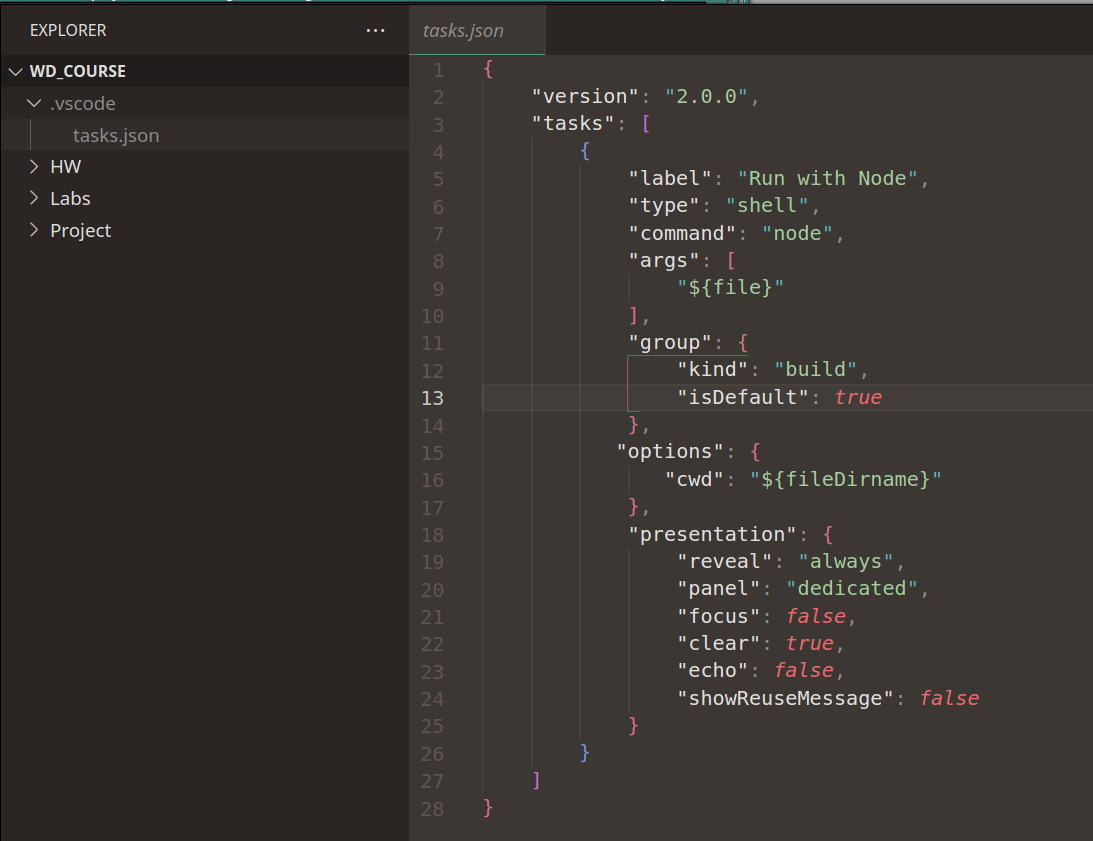 EXPLORER ...
WD_COURSE
.vscode
tasks.json
HW
Labs
Project
tasks.json
1 {
2 "version": "2.0.0",
3 "tasks": [
4 {
5 "label": "Run with Node",
6 "type": "shell",
7 "command": "node",
8 "args": [
9 "${file}"
10 ],
11 "group": {
12 "kind": "build",
13 "isDefault": true
14 },
15 "options": {
16 "cwd": "${fileDirname}"
17 },
18 "presentation": {
19 "reveal": "always",
20 "panel": "dedicated",
21 "focus": false,
22 "clear": true,
23 "echo": false,
24 "showReuseMessage": false
25 }
26 }
27 ]
28 }